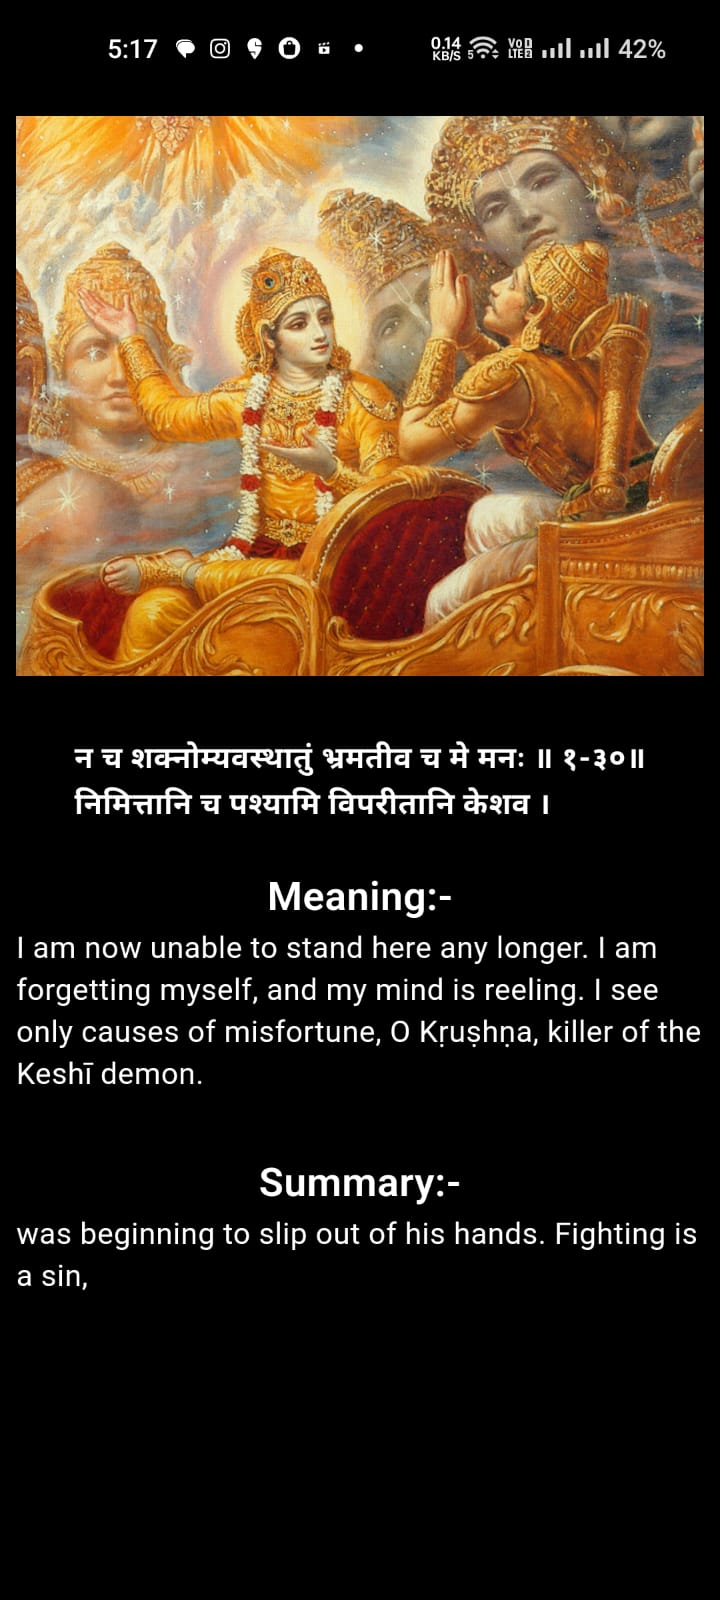 5:17
0.14
KB/S
5
Vo
LTE
42%
न च शक्नोम्यवस्थातुं भ्रमतीव च मे मनः ॥ १-३०॥
निमित्तानि च पश्यामि विपरीतानि केशव ।
Meaning:-
I am now unable to stand here any longer. I am
forgetting myself, and my mind is reeling. I see
only causes of misfortune, O Kṛuṣhṇa, killer of the
Keshī demon.
Summary:-
was beginning to slip out of his hands. Fighting is
a sin,